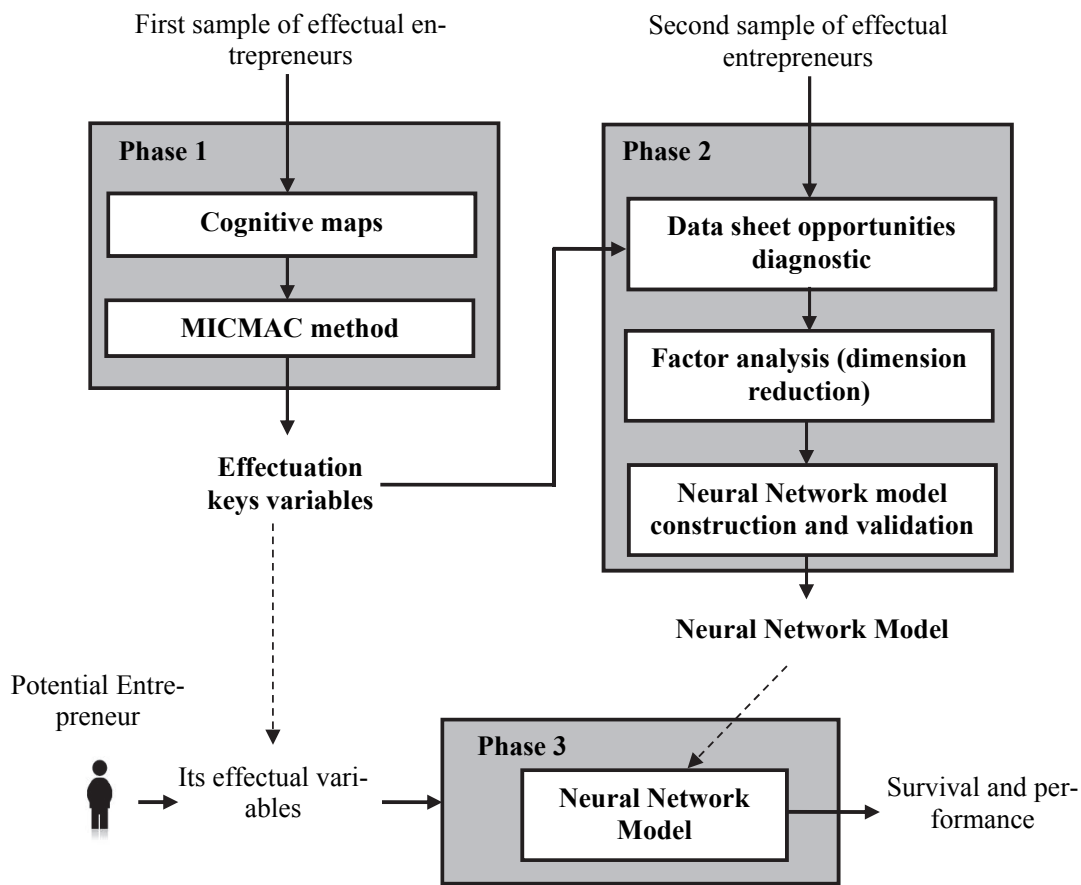 First sample of effectual en-
trepreneurs
Second sample of effectual
entrepreneurs
Phase 1
Cognitive maps
MICMAC method
Effectuation
keys variables
Phase 2
Data sheet opportunities
diagnostic
Factor analysis (dimension
reduction)
Neural Network model
construction and validation
Neural Network Model
Potential Entre-
preneur
Its effectual vari-
ables
Phase 3
Neural Network
Model
Survival and per-
formance